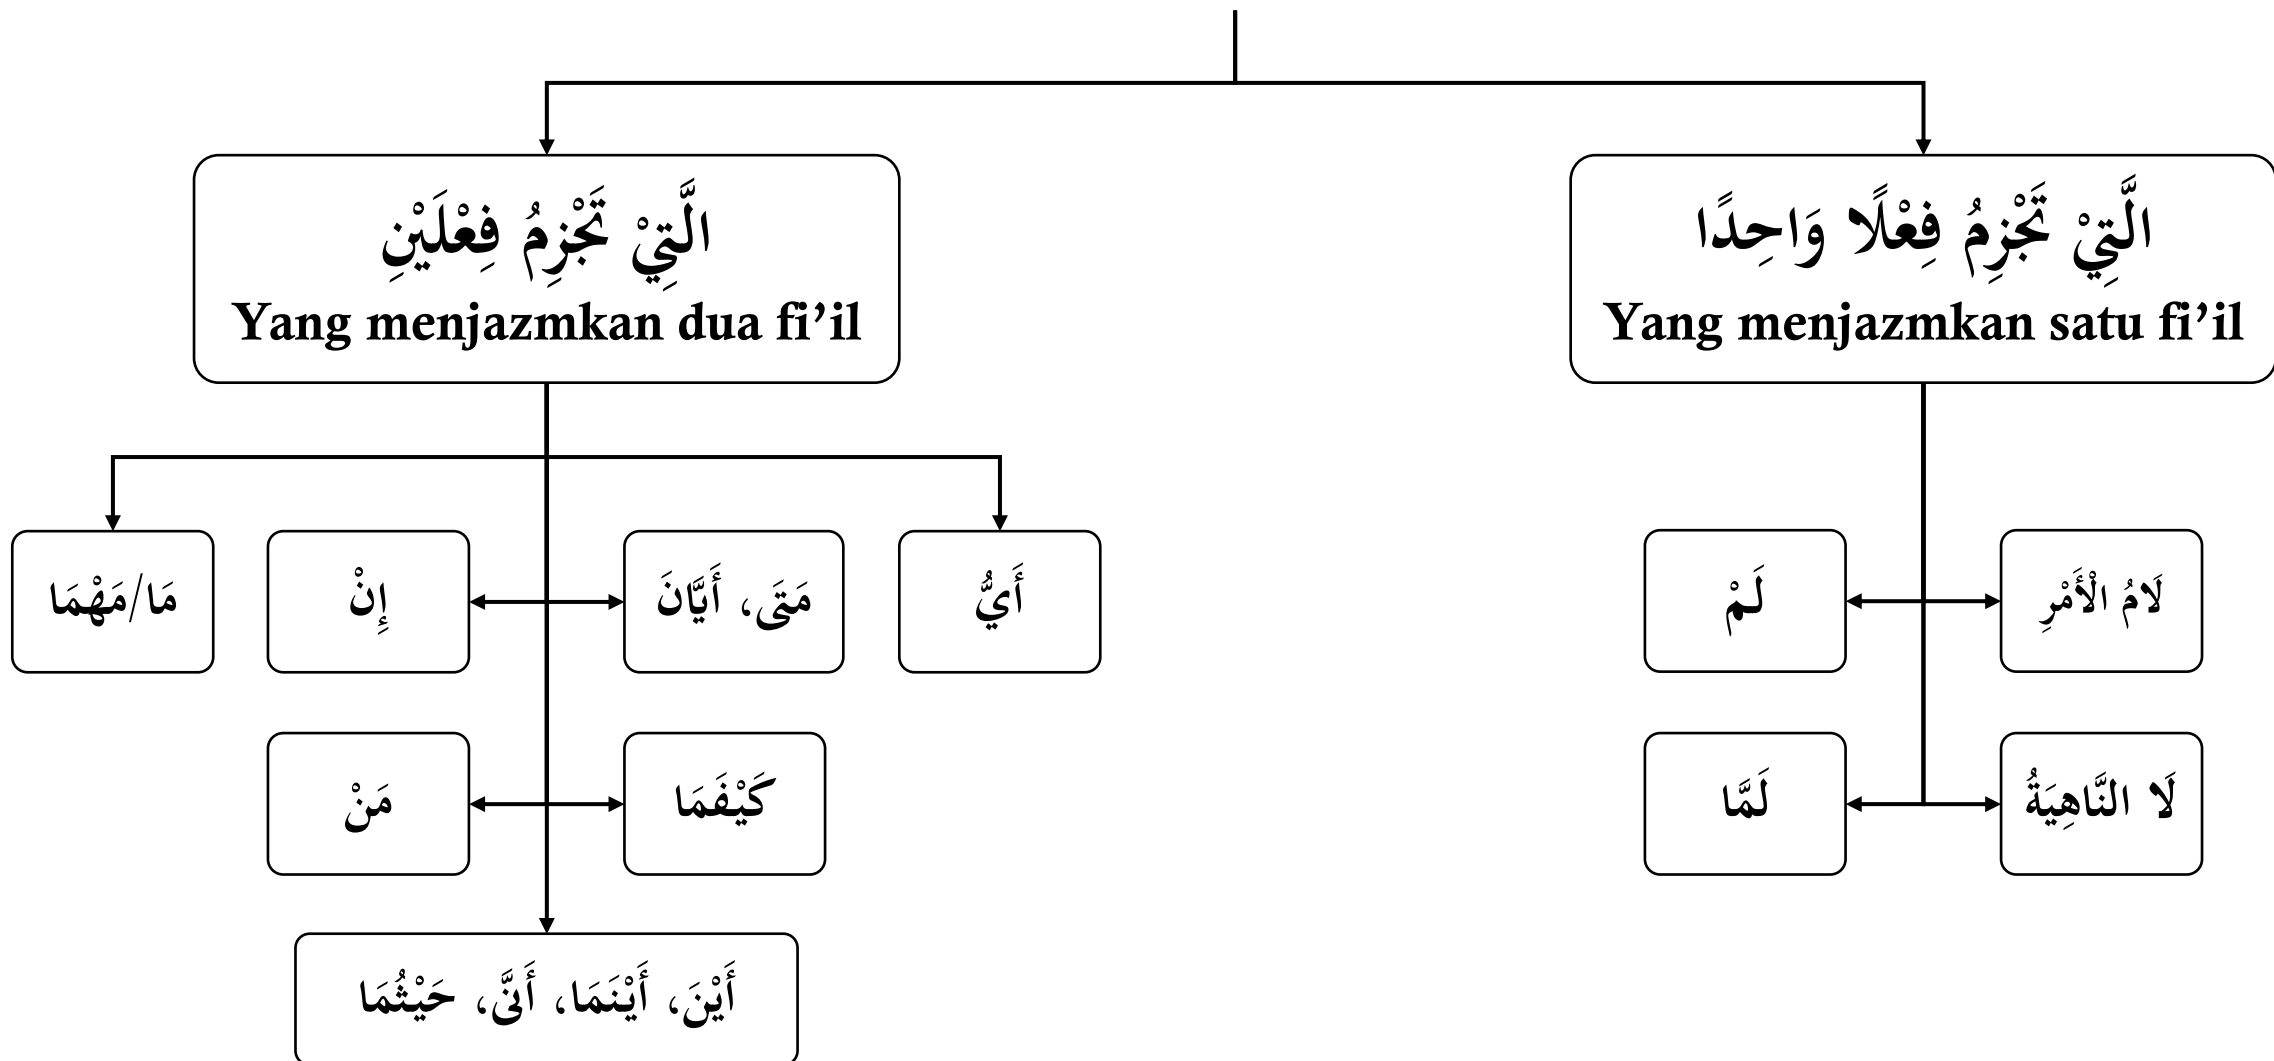 الَّتِيْ تَجْزِمُ فِعْلًا وَاحِدًا
Yang menjazmkan satu fi’il
لَامُ الْأَمْرِ
لَمْ
لَا النَّاهِيَةُ
لَمَّا
الَّتِيْ تَجْزِمُ فِعْلَيْنِ
Yang menjazmkan dua fi’il
أَيُّ
مَتَى، أَيَّانَ
إِنْ
مَا/مَهْمَا
كَيْفَمَا
مَنْ
أَيْنَ، أَيْنَمَا، أَنَّى، حَيْثُمَا